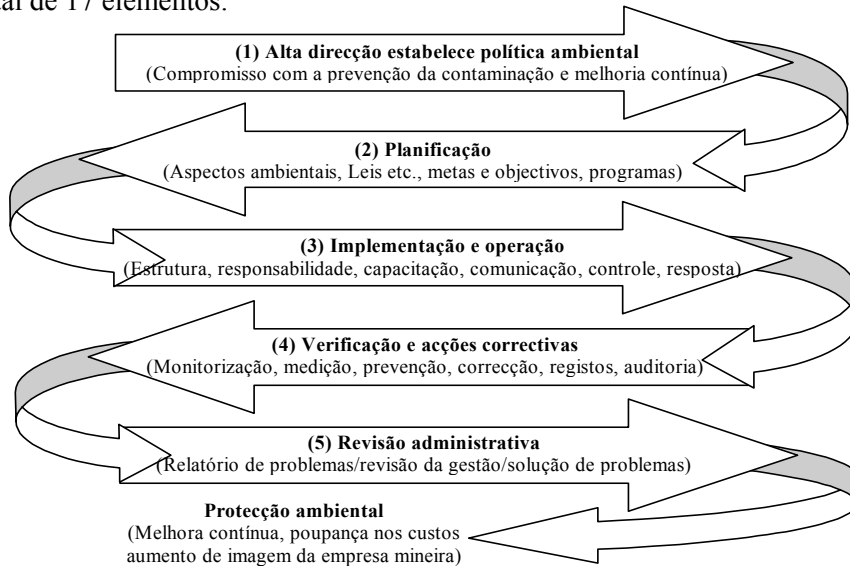 tal de 17 elementos.
(1) Alta direcção estabelece política ambiental
(Compromisso com a prevenção da contaminação e melhoria contínua)
(2) Planificação
(Aspectos ambientais, Leis etc., metas e objectivos, programas)
(3) Implementação e operação
(Estrutura, responsabilidade, capacitação, comunicação, controle, resposta)
(4) Verificação e acções correctivas
(Monitorização, medição, prevenção, correcção, registos, auditoria)
(5) Revisão administrativa
(Relatório de problemas/revisão da gestão/solução de problemas)
Protecção ambiental
(Melhora contínua, poupança nos custos
aumento de imagem da empresa mineira)